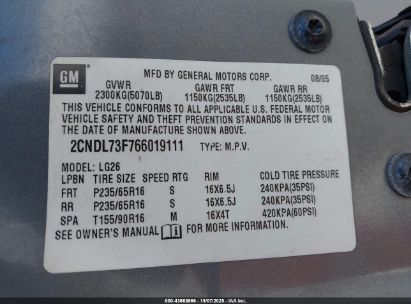 GM
MFD BY GENERAL MOTORS CORP. 08/05
GVWR GAWR FRT GAWR RR
2300KG(5070LB) 1150KG(2535LB) 1150KG(2535LB)
THIS VEHICLE CONFORMS TO ALL APPLICABLE U.S. FEDERAL MOTOR
VEHICLE SAFETY AND THEFT PREVENTION STANDARDS IN EFFECT ON THE
DATE OF MANUFACTURE SHOWN ABOVE.
2CNDL73F766019111 TYPE: M.P.V.
MODEL: LG26
LPBN TIRE SIZE SPEED RTG RIM COLD TIRE PRESSURE
FRT P235/65R16 S 16X6.5J 240KPA(35PSI)
RR P235/65R16 S 16X6.5J 240KPA(35PSI)
SPA T155/90R16 M 16X4T 420KPA(60PSI)
SEE OWNER'S MANUAL FOR MORE INFORMATION.